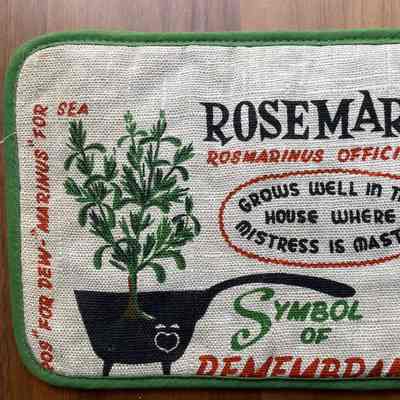 ROSEMAR
ROSMARINUS OFFICI
GROWS WELL IN TH
HOUSE WHERE
MISTRESS IS MAST
SYMBOL
OF
REMEMBRAN
ROS" FOR DEW-"MARINUS" FOR SEA